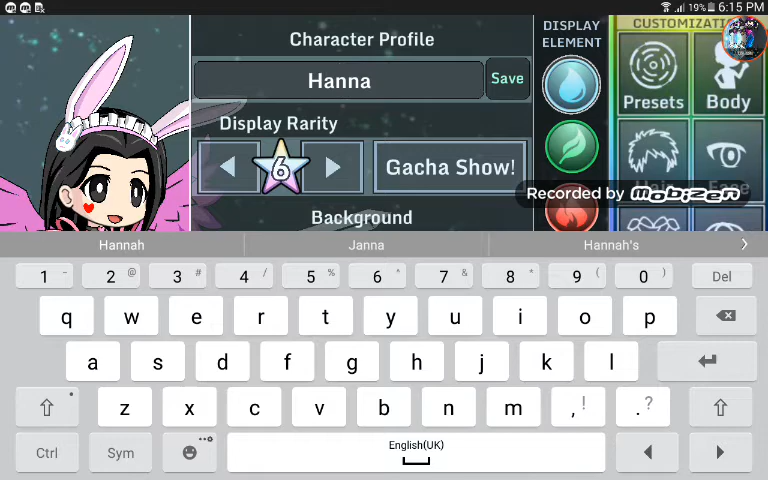 19% 6:15 PM
Character Profile
Hanna
Save
Display Rarity
6
Gacha Show!
Background
DISPLAY
ELEMENT
CUSTOMIZATI
Presets
Body
Recorded by MOBIZEN
Hannah Janna Hannah's
1 - 2 @ 3 # 4 / 5 % 6 ^ 7 & 8 * 9 ( 0 ) Del
q w e r t y u i o p
a s d f g h j k l
z x c v b n m , ! . ?
Ctrl Sym English(UK)